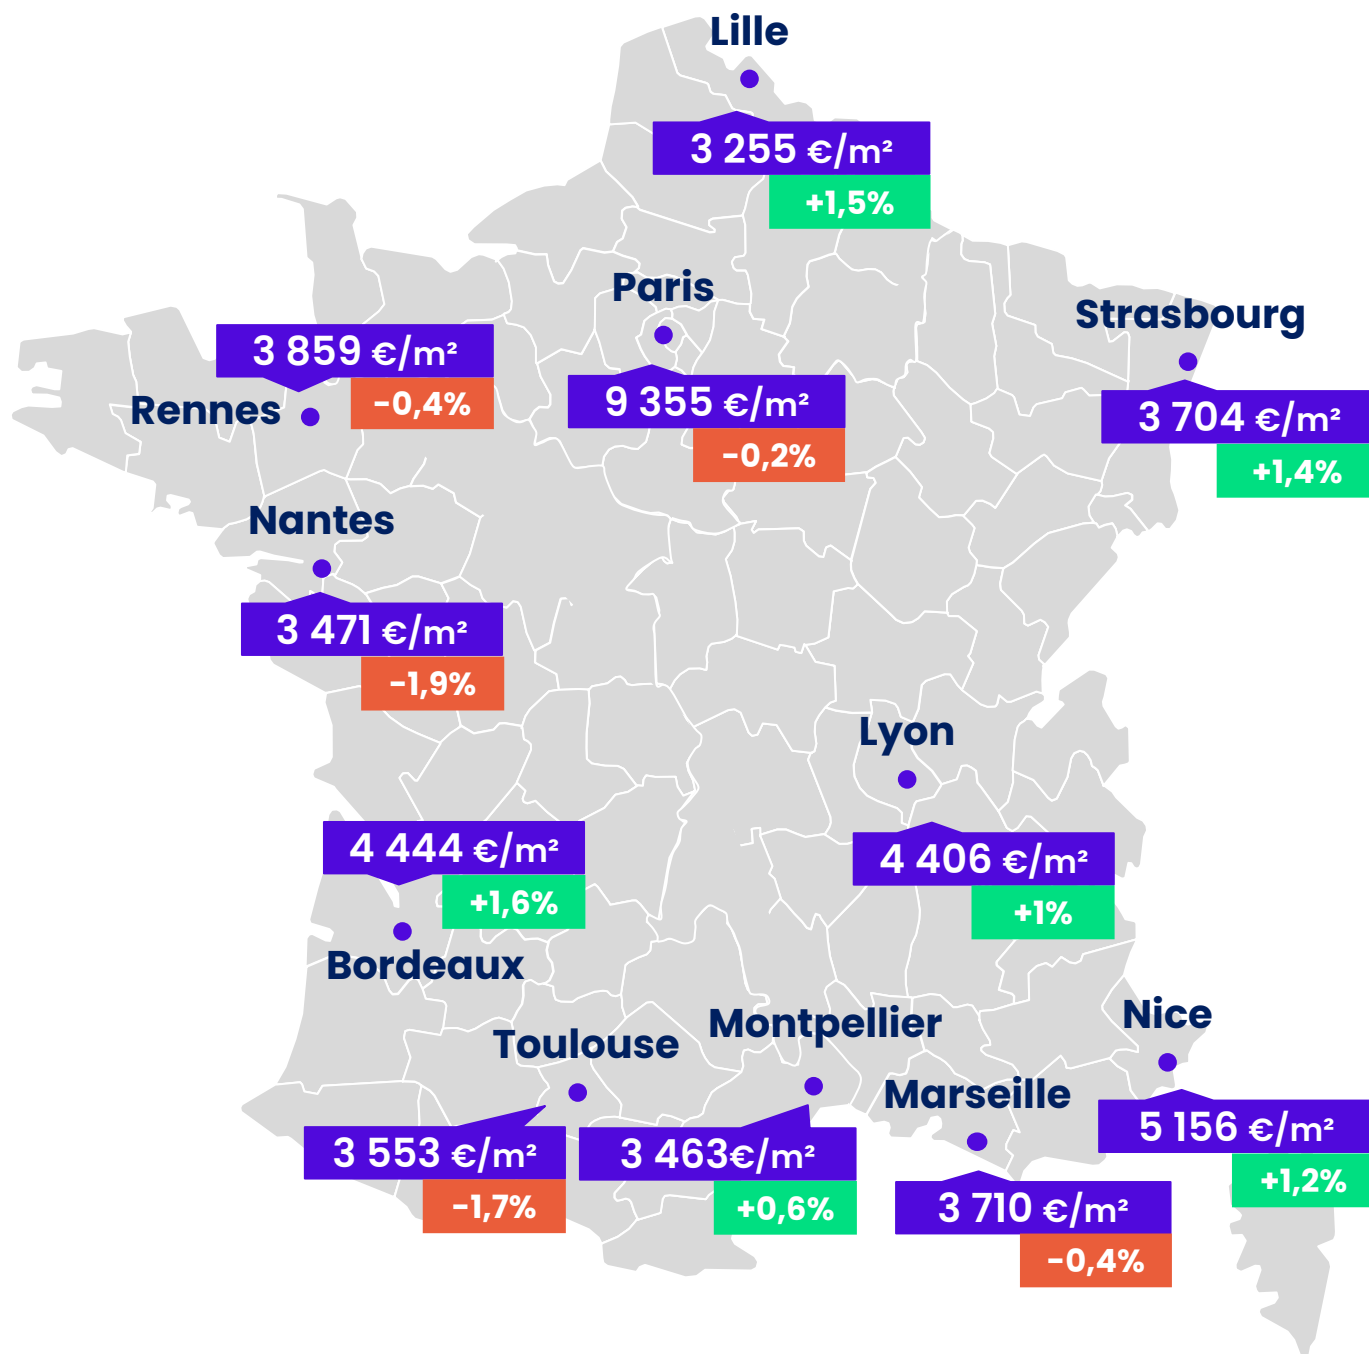 Lille
3 255 €/m²
+1,5%
Paris
9 355 €/m²
-0,2%
Strasbourg
3 704 €/m²
+1,4%
3 859 €/m²
-0,4%
Rennes
Nantes
3 471 €/m²
-1,9%
Lyon
4 406 €/m²
+1%
4 444 €/m²
+1,6%
Bordeaux
Toulouse
3 553 €/m²
-1,7%
Montpellier
3 463€/m²
+0,6%
Marseille
3 710 €/m²
-0,4%
Nice
5 156 €/m²
+1,2%